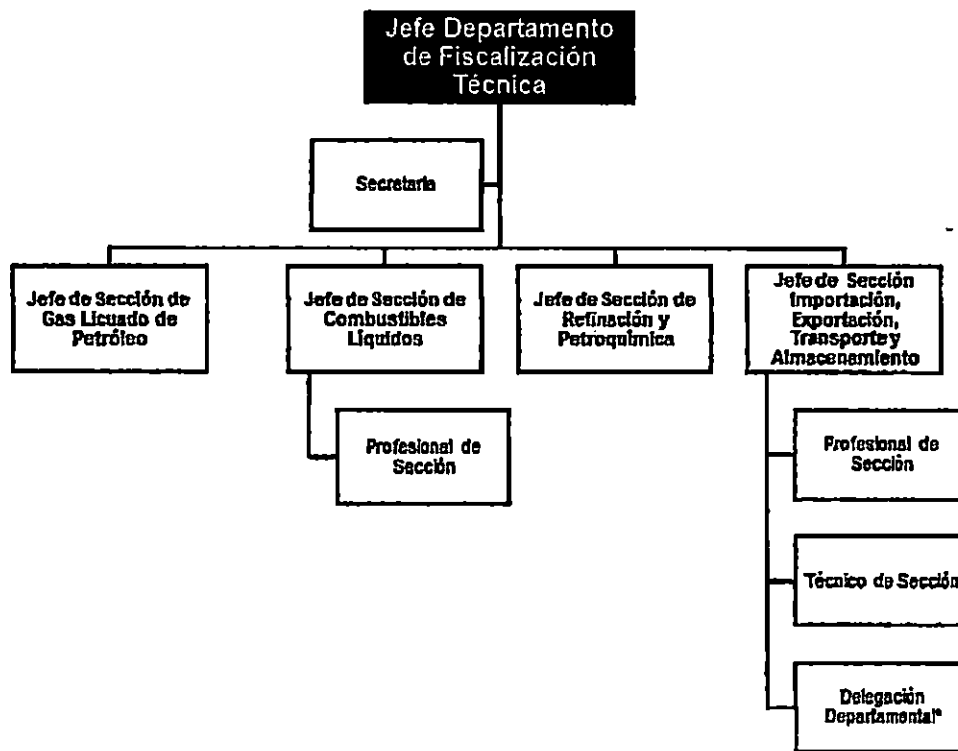 Jefe Departamento
de Fiscalización
Técnica
Secretaria
Jefe de Sección de
Gas Licuado de
Petróleo
Jefe de Sección de
Combustibles
Líquidos
Jefe de Sección de
Refinación y
Petroquímica
Jefe de Sección
Importación,
Exportación,
Transporte y
Almacenamiento
Profesional de
Sección
Profesional de
Sección
Técnico de Sección
Delegación
Departamental*